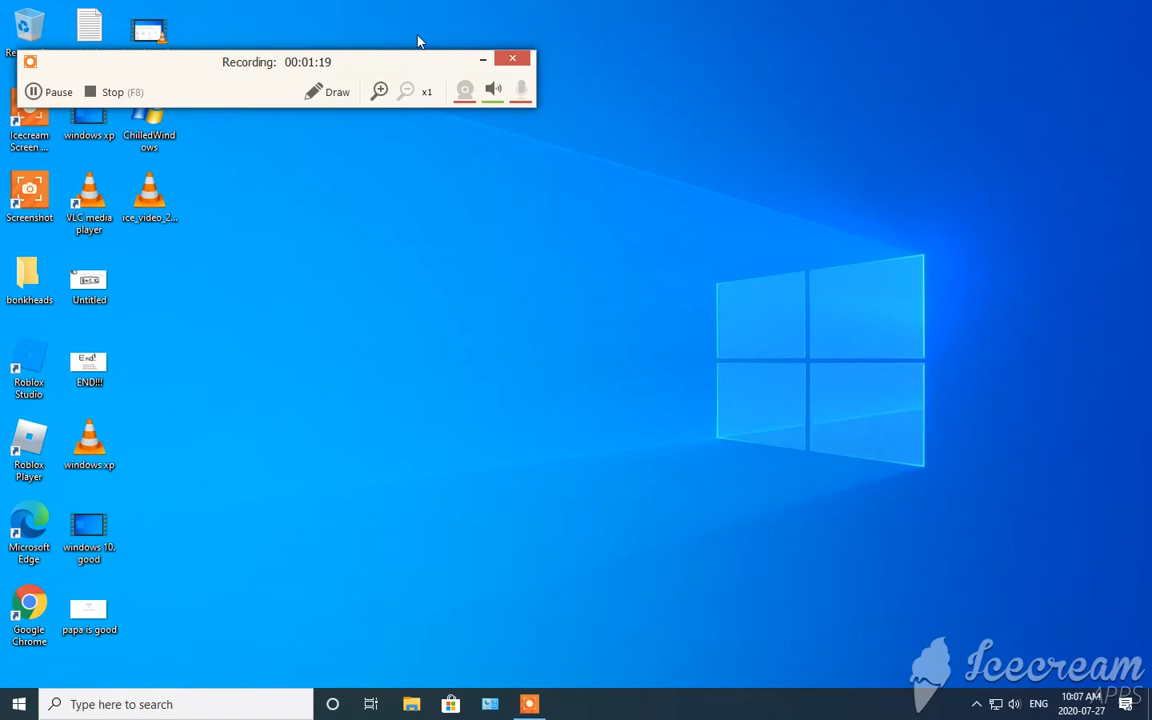 Recording: 00:01:19
Pause
Stop (F8)
Draw
x1
Icecream
Screen ...
windows xp
ChilledWind
ows
Screenshot
VLC media
player
ice_video_2...
bonkheads
Untitled
Roblox
Studio
End!
END!!!
Roblox
Player
windows xp
Microsoft
Edge
windows 10.
good
Google
Chrome
papa is good
Icecream
APPS
Type here to search
ENG
10:07 AM
2020-07-27